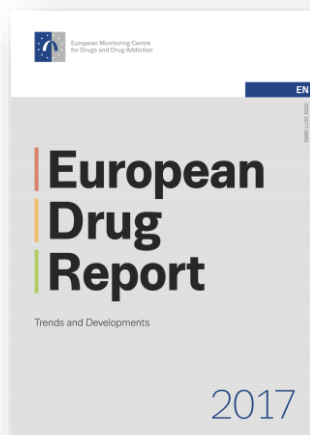 European Monitoring Centre
for Drugs and Drug Addiction
EN
European
Drug
Report
Trends and Developments
2017